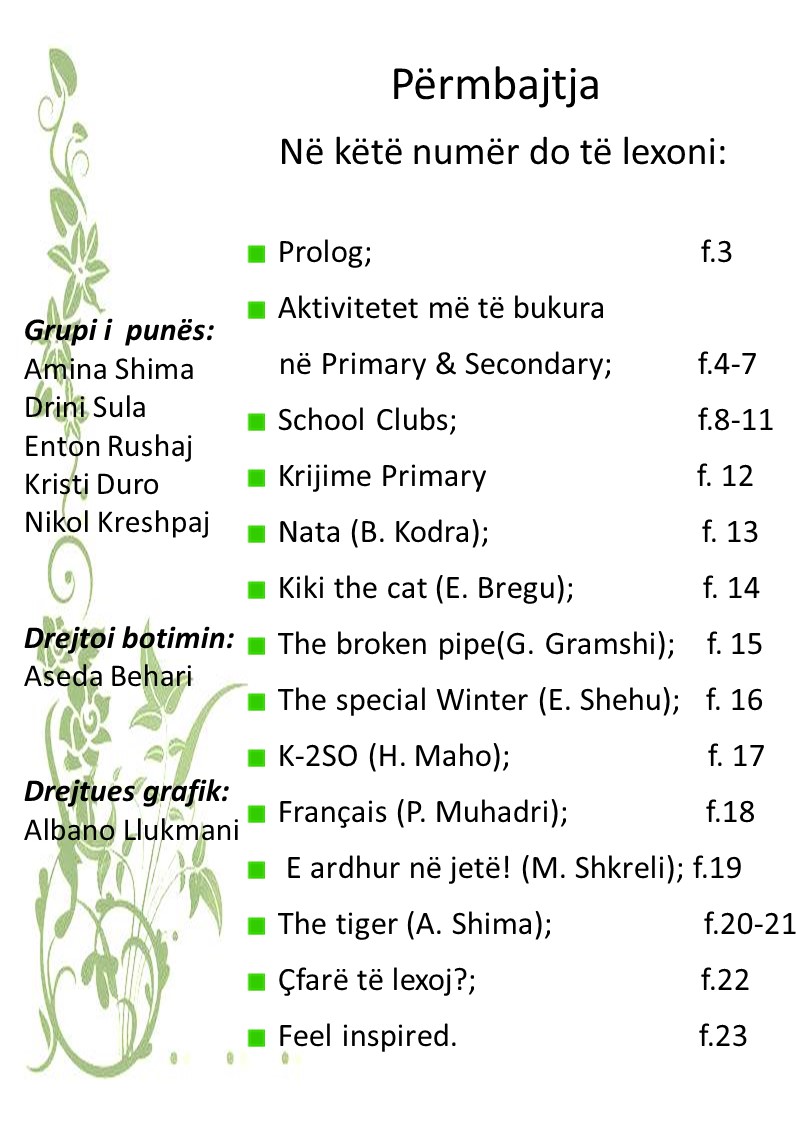 Përmbajtja
Në këtë numër do të lexoni:
Prolog; f.3
Aktivitetet më të bukura
në Primary & Secondary; f.4-7
School Clubs; f.8-11
Krijime Primary f. 12
Nata (B. Kodra); f. 13
Kiki the cat (E. Bregu); f. 14
The broken pipe(G. Gramshi); f. 15
The special Winter (E. Shehu); f. 16
K-2SO (H. Maho); f. 17
Français (P. Muhadri); f.18
E ardhur në jetë! (M. Shkreli); f.19
The tiger (A. Shima); f.20-21
Çfarë të lexoj?; f.22
Feel inspired. f.23
Grupi i punës:
Amina Shima
Drini Sula
Enton Rushaj
Kristi Duro
Nikol Kreshpaj
Drejtoi botimin:
Aseda Behari
Drejtues grafik:
Albano Llukmani